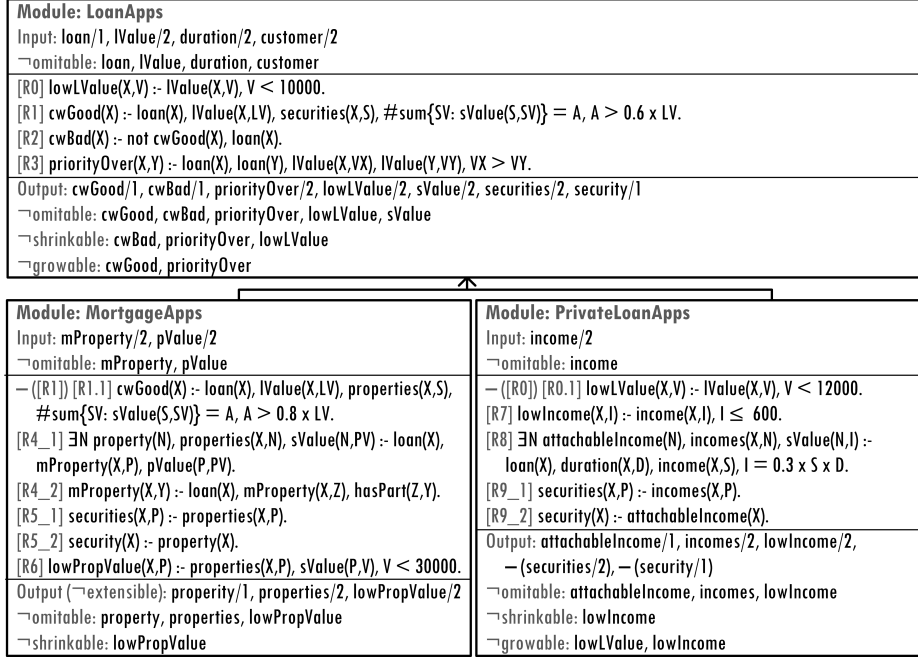 Module: LoanApps
Input: loan/1, lValue/2, duration/2, customer/2
¬omitable: loan, lValue, duration, customer
[R0] lowLValue(X,V) :- lValue(X,V), V < 10000.
[R1] cwGood(X) :- loan(X), lValue(X,LV), securities(X,S), #sum{SV: sValue(S,SV)} = A, A > 0.6 x LV.
[R2] cwBad(X) :- not cwGood(X), loan(X).
[R3] priorityOver(X,Y) :- loan(X), loan(Y), lValue(X,VX), lValue(Y,VY), VX > VY.
Output: cwGood/1, cwBad/1, priorityOver/2, lowLValue/2, sValue/2, securities/2, security/1
¬omitable: cwGood, cwBad, priorityOver, lowLValue, sValue
¬shrinkable: cwBad, priorityOver, lowLValue
¬growable: cwGood, priorityOver
Module: MortgageApps
Input: mProperty/2, pValue/2
¬omitable: mProperty, pValue
– ([R1]) [R1.1] cwGood(X) :- loan(X), lValue(X,LV), properties(X,S),
#sum{SV: sValue(S,SV)} = A, A > 0.8 x LV.
[R4_1] ∃N property(N), properties(X,N), sValue(N,PV) :- loan(X),
mProperty(X,P), pValue(P,PV).
[R4_2] mProperty(X,Y) :- loan(X), mProperty(X,Z), hasPart(Z,Y).
[R5_1] securities(X,P) :- properties(X,P).
[R5_2] security(X) :- property(X).
[R6] lowPropValue(X,P) :- properties(X,P), sValue(P,V), V < 30000.
Output (¬extensible): property/1, properties/2, lowPropValue/2
¬omitable: property, properties, lowPropValue
¬shrinkable: lowPropValue
Module: PrivateLoanApps
Input: income/2
¬omitable: income
– ([R0]) [R0.1] lowLValue(X,V) :- lValue(X,V), V < 12000.
[R7] lowIncome(X,I) :- income(X,I), I ≤ 600.
[R8] ∃N attachableIncome(N), incomes(X,N), sValue(N,I) :-
loan(X), duration(X,D), income(X,S), I = 0.3 x S x D.
[R9_1] securities(X,P) :- incomes(X,P).
[R9_2] security(X) :- attachableIncome(X).
Output: attachableIncome/1, incomes/2, lowIncome/2,
– (securities/2), – (security/1)
¬omitable: attachableIncome, incomes, lowIncome
¬shrinkable: lowIncome
¬growable: lowLValue, lowIncome